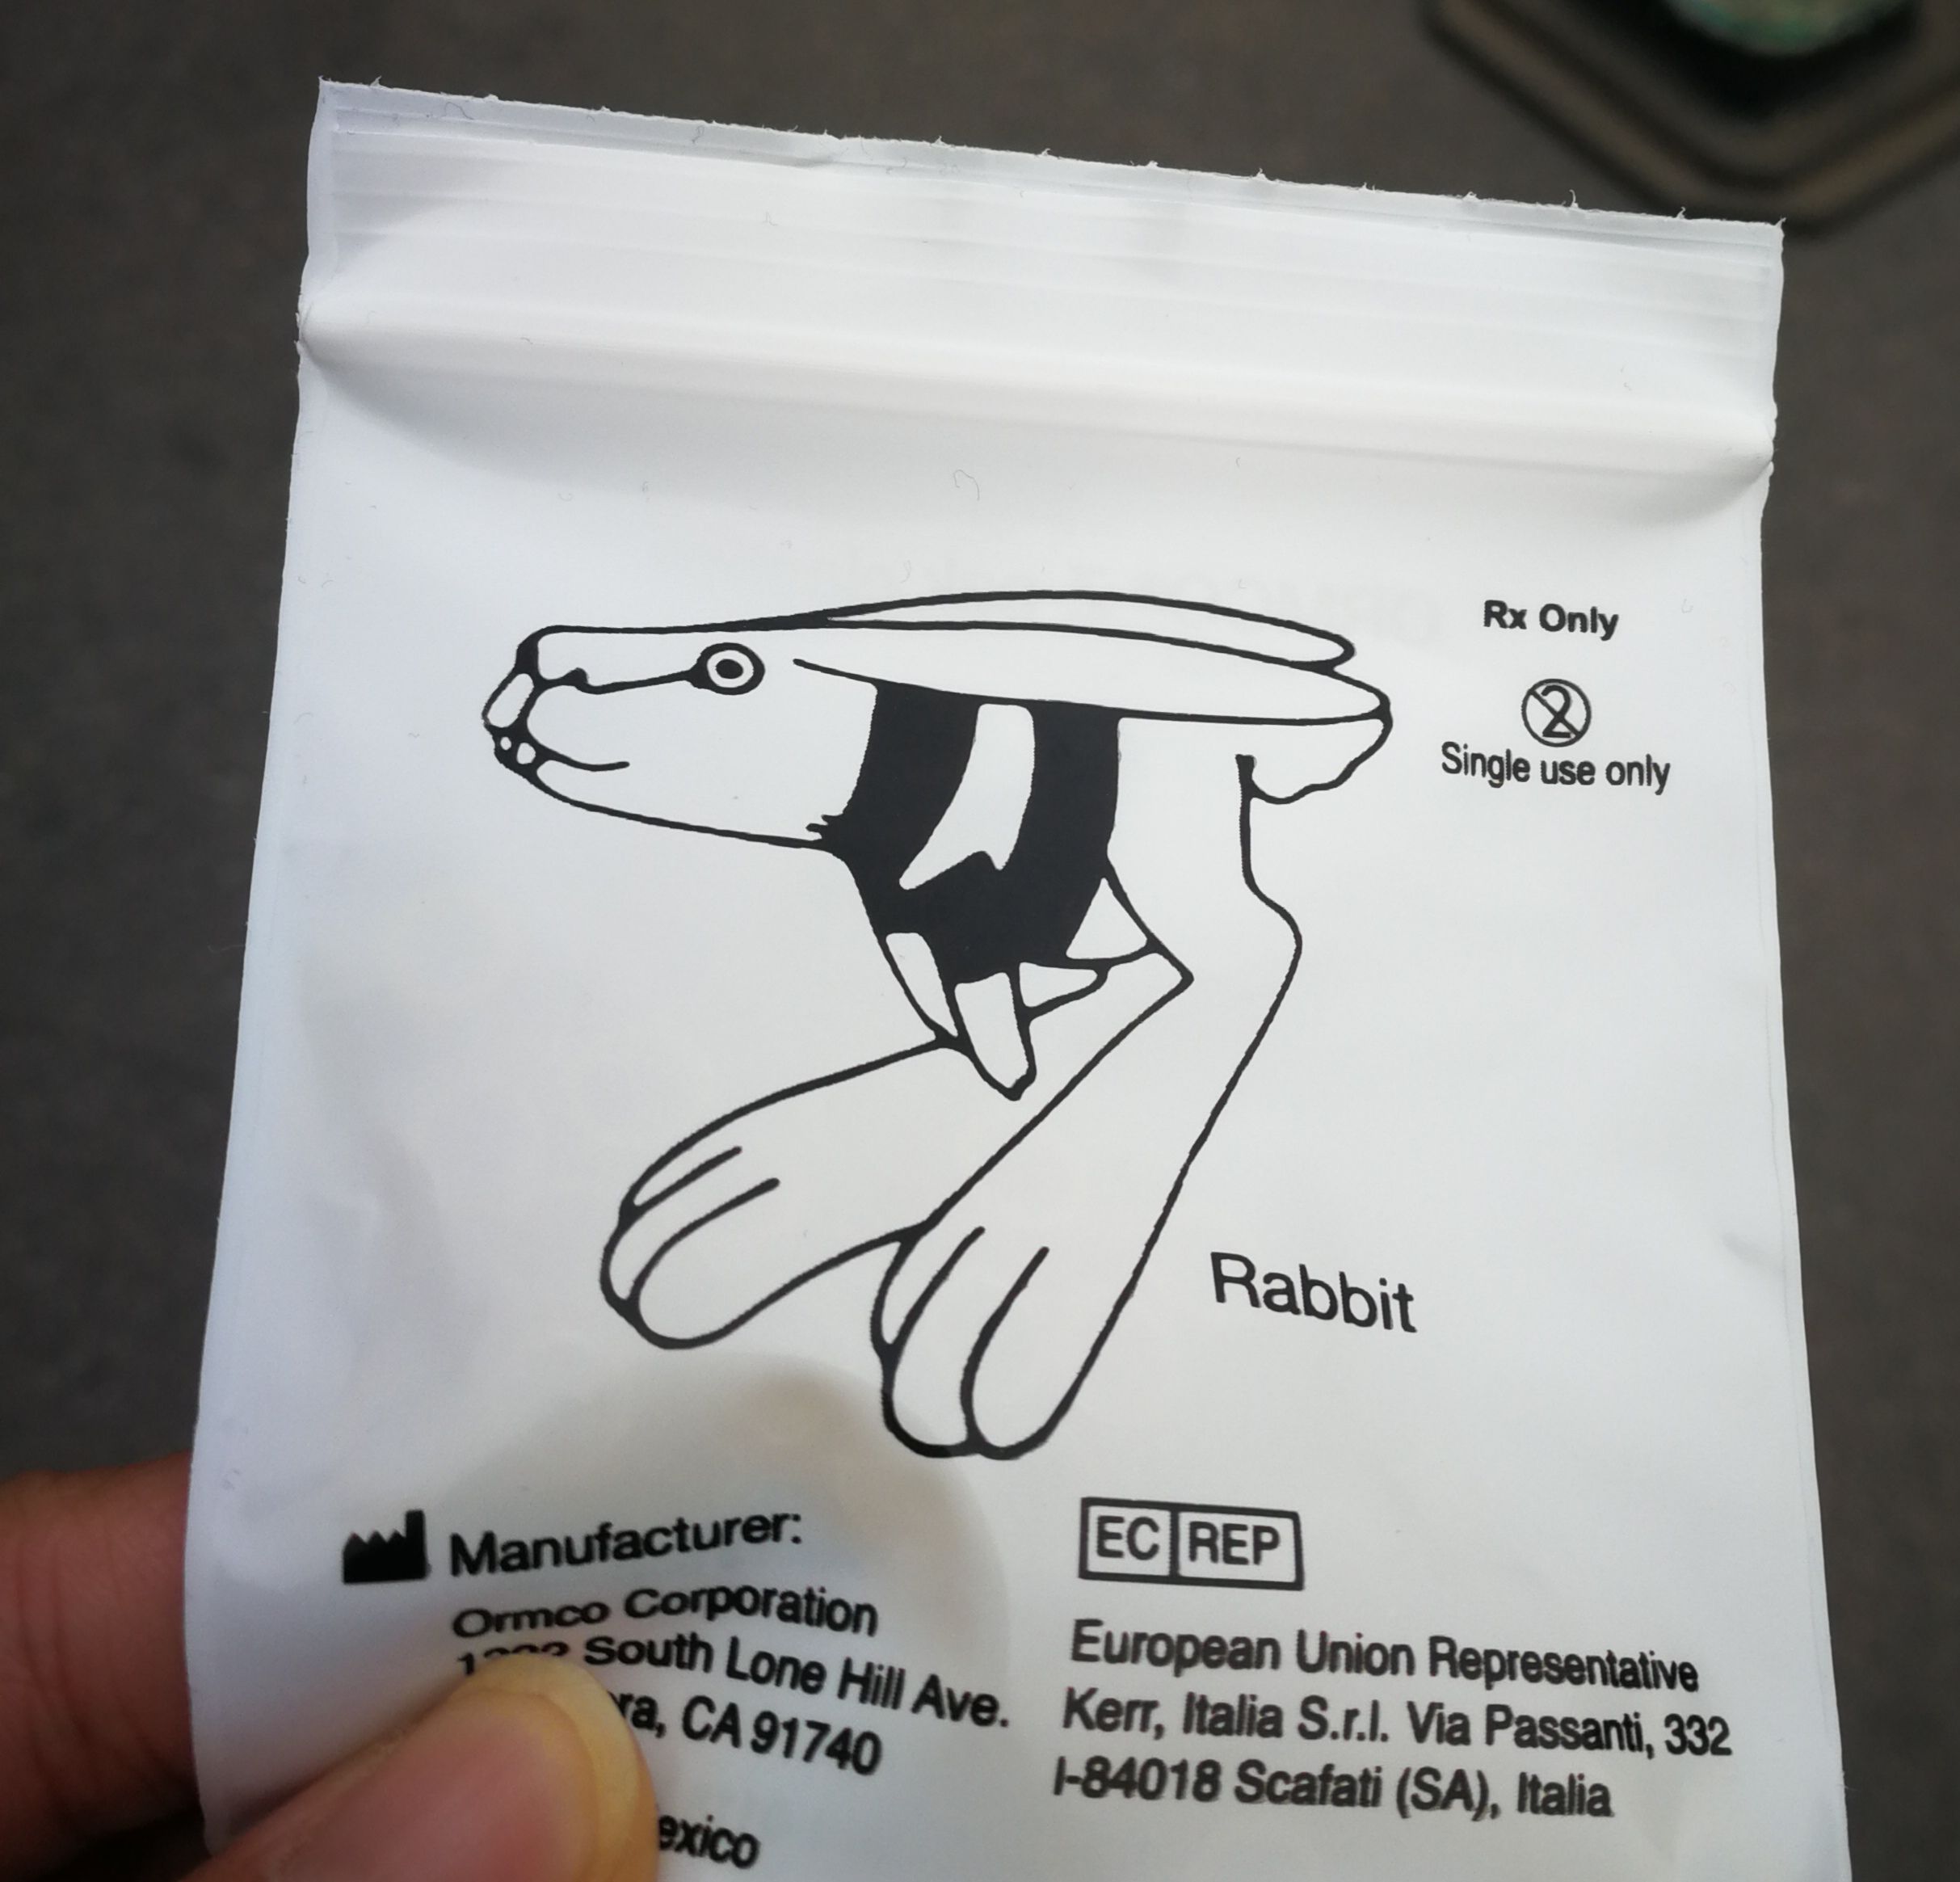 Rx Only
2
Single use only
Rabbit
Manufacturer:
Ormco Corporation
South Lone Hill Ave.
CA 91740
EC REP
European Union Representative
Kerr, Italia S.r.l. Via Passanti, 332
I-84018 Scafati (SA), Italia